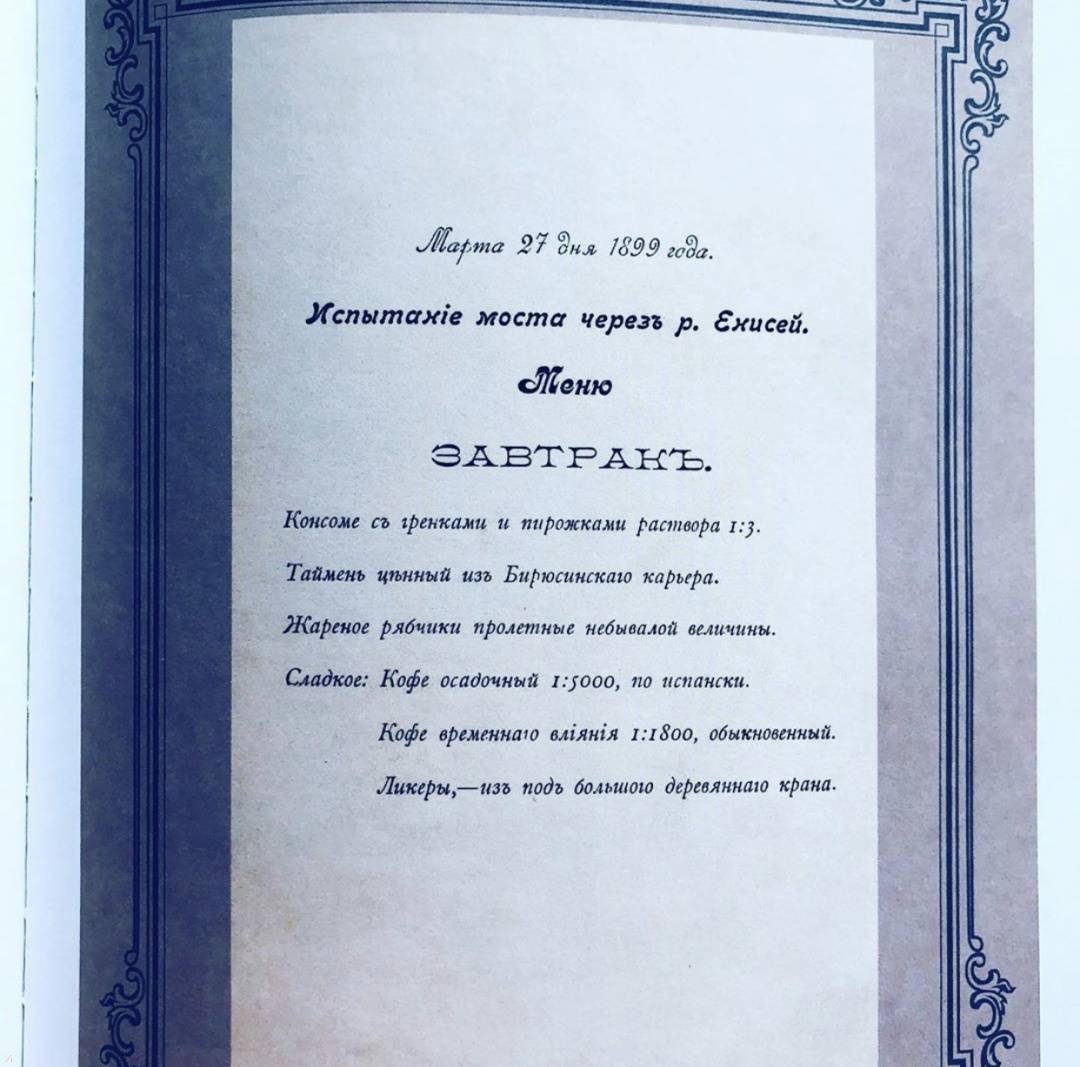 Марта 27 дня 1899 года.
Испытаніе моста черезъ р. Енисей.
Меню
ЗАВТРАКЪ.
Консоме съ гренками и пирожками раствора 1:3.
Таймень цѣнный изъ Бирюсинскаго карьера.
Жареное рябчики пролетные небывалой величины.
Сладкое: Кофе осадочный 1:5000, по испански.
Кофе временнаго вліянія 1:1800, обыкновенный.
Ликеры,—изъ подъ большого деревяннаго крана.